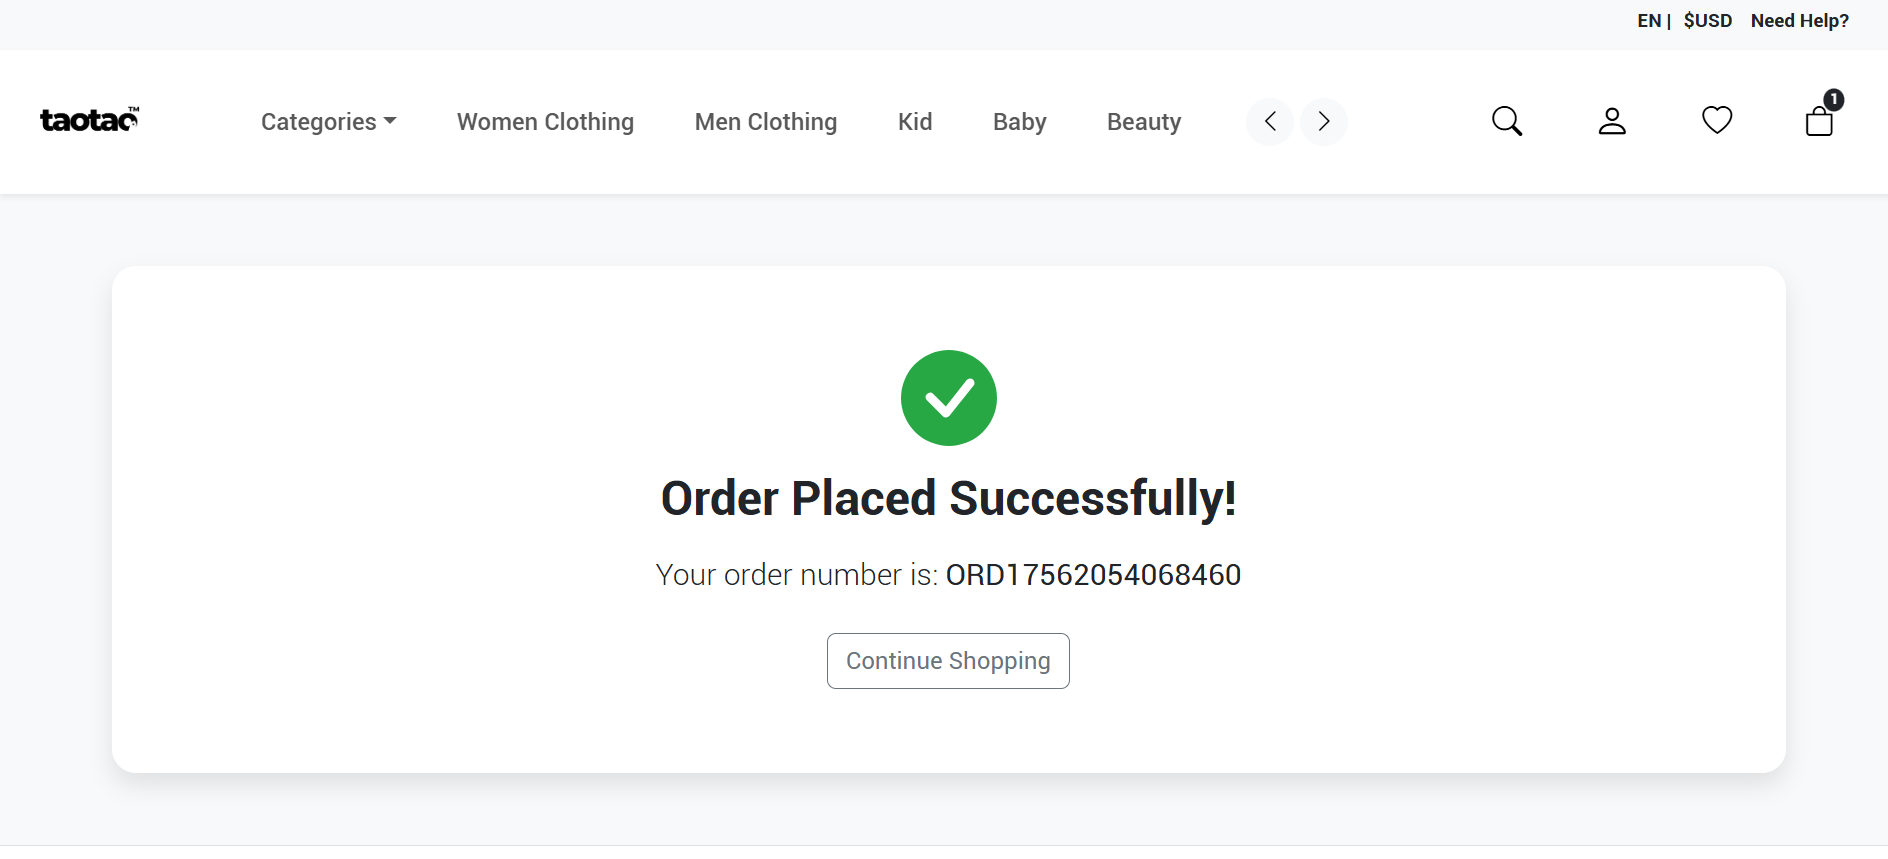 EN | $USD Need Help?
taotao™ Categories Women Clothing Men Clothing Kid Baby Beauty 1
Order Placed Successfully!
Your order number is: ORD17562054068460
Continue Shopping